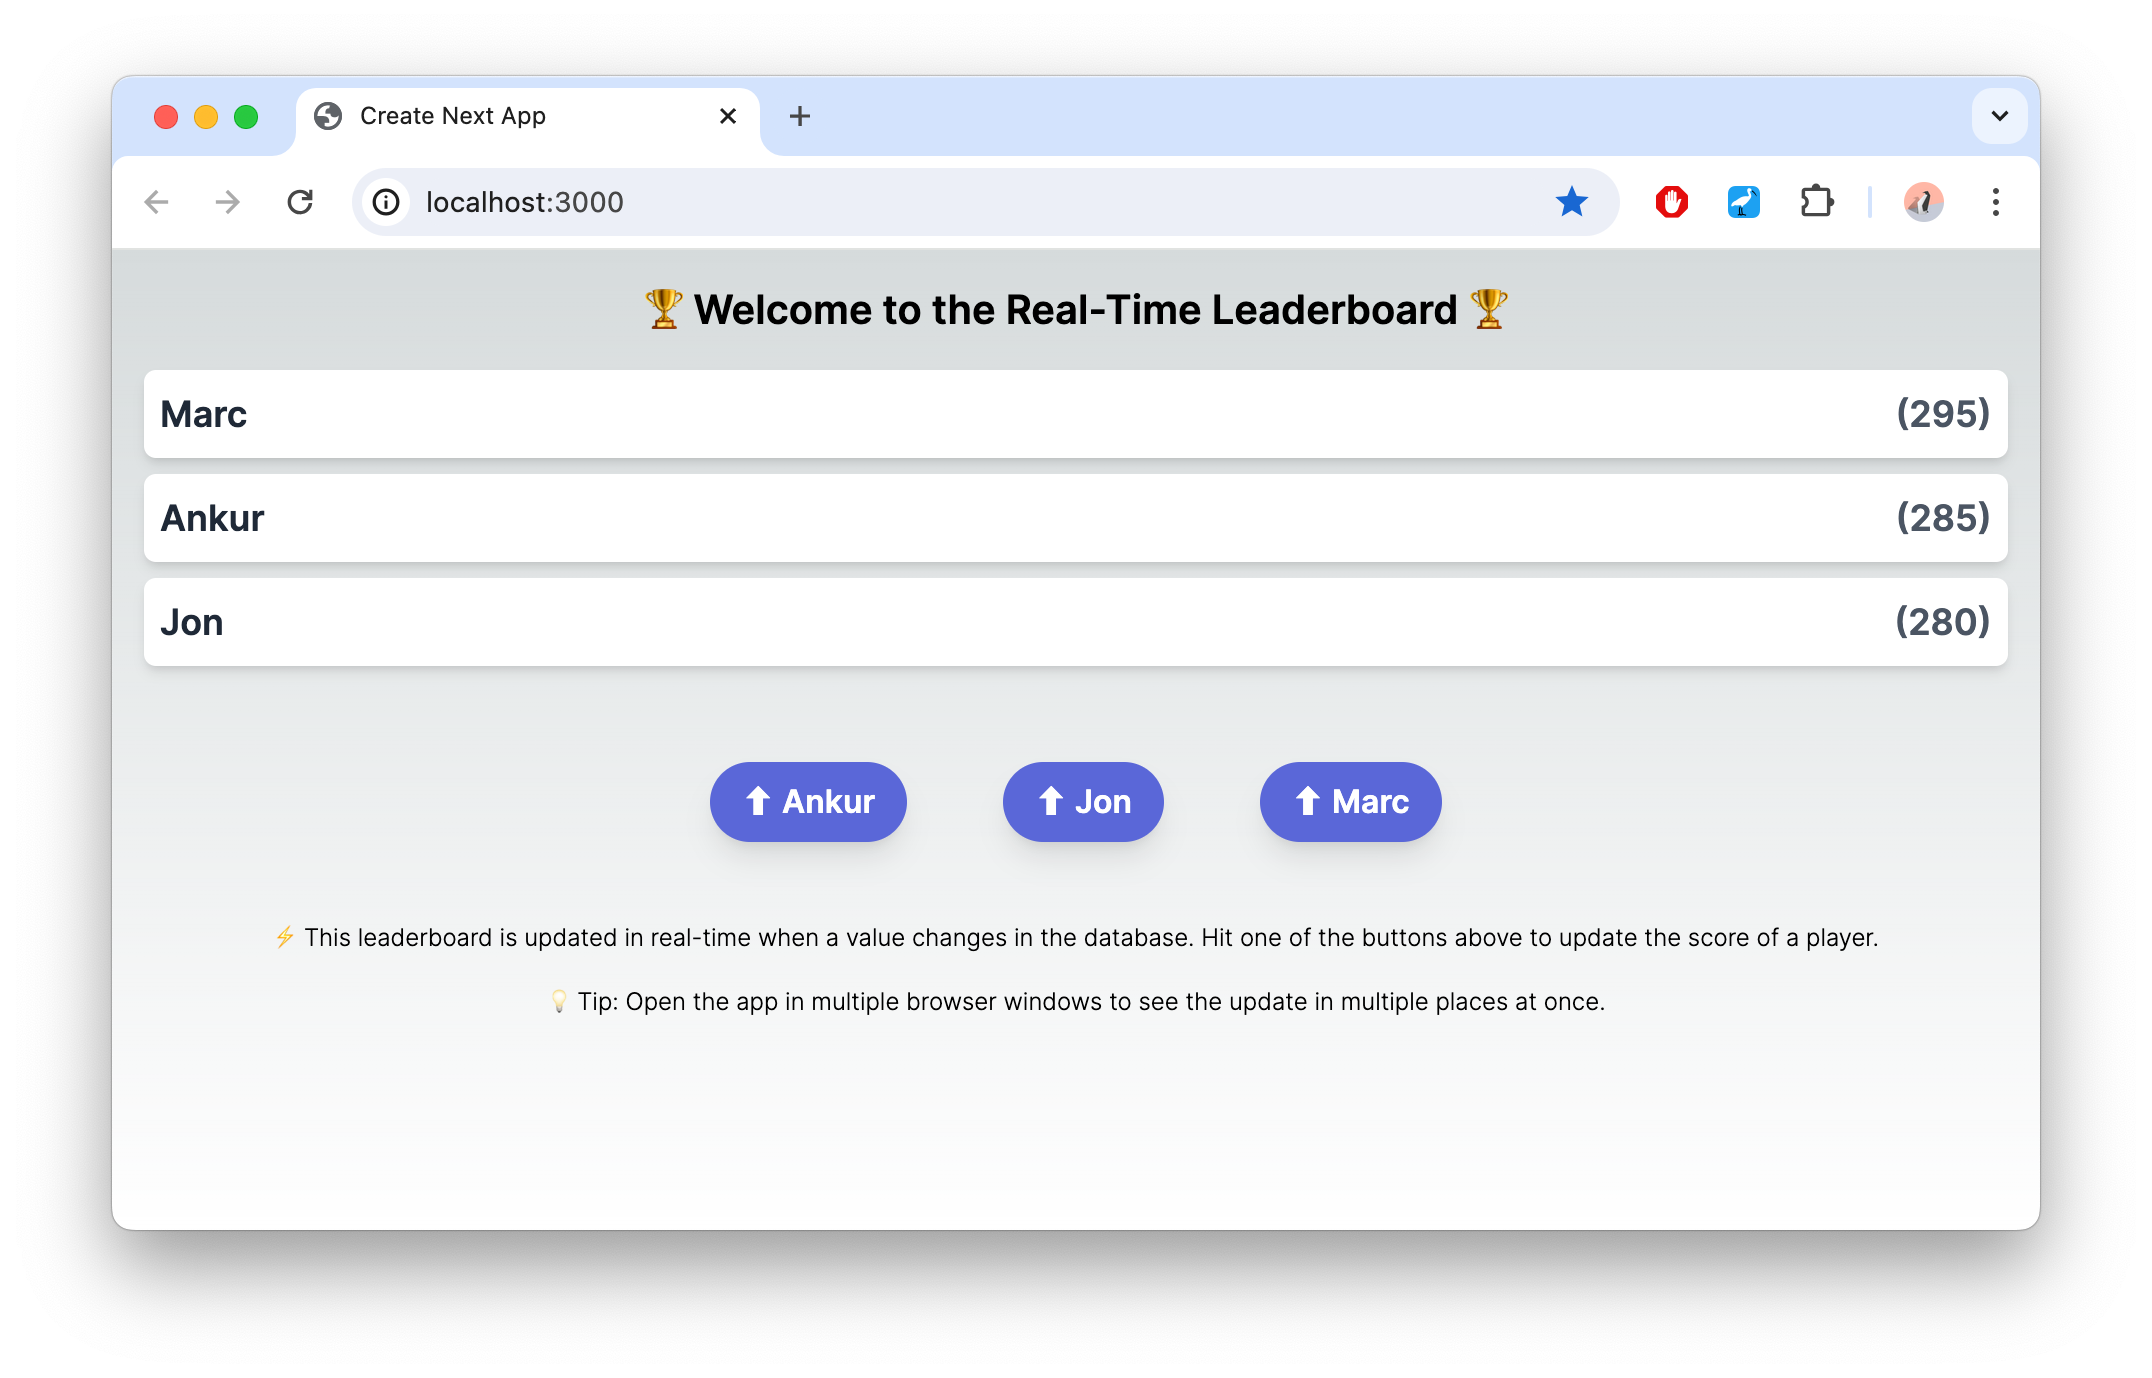 Create Next App
localhost:3000
🏆 Welcome to the Real-Time Leaderboard 🏆
Marc (295)
Ankur (285)
Jon (280)
⬆ Ankur ⬆ Jon ⬆ Marc
⚡ This leaderboard is updated in real-time when a value changes in the database. Hit one of the buttons above to update the score of a player.
💡 Tip: Open the app in multiple browser windows to see the update in multiple places at once.